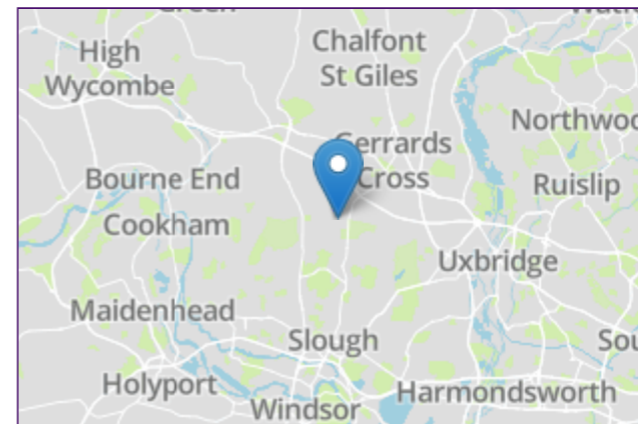 High
Wycombe
Chalfont
St Giles
Northwoo
Gerrards
Cross
Bourne End
Ruislip
Cookham
Uxbridge
Maidenhead
Slough
Sou
Holyport
Harmondsworth
Windsor